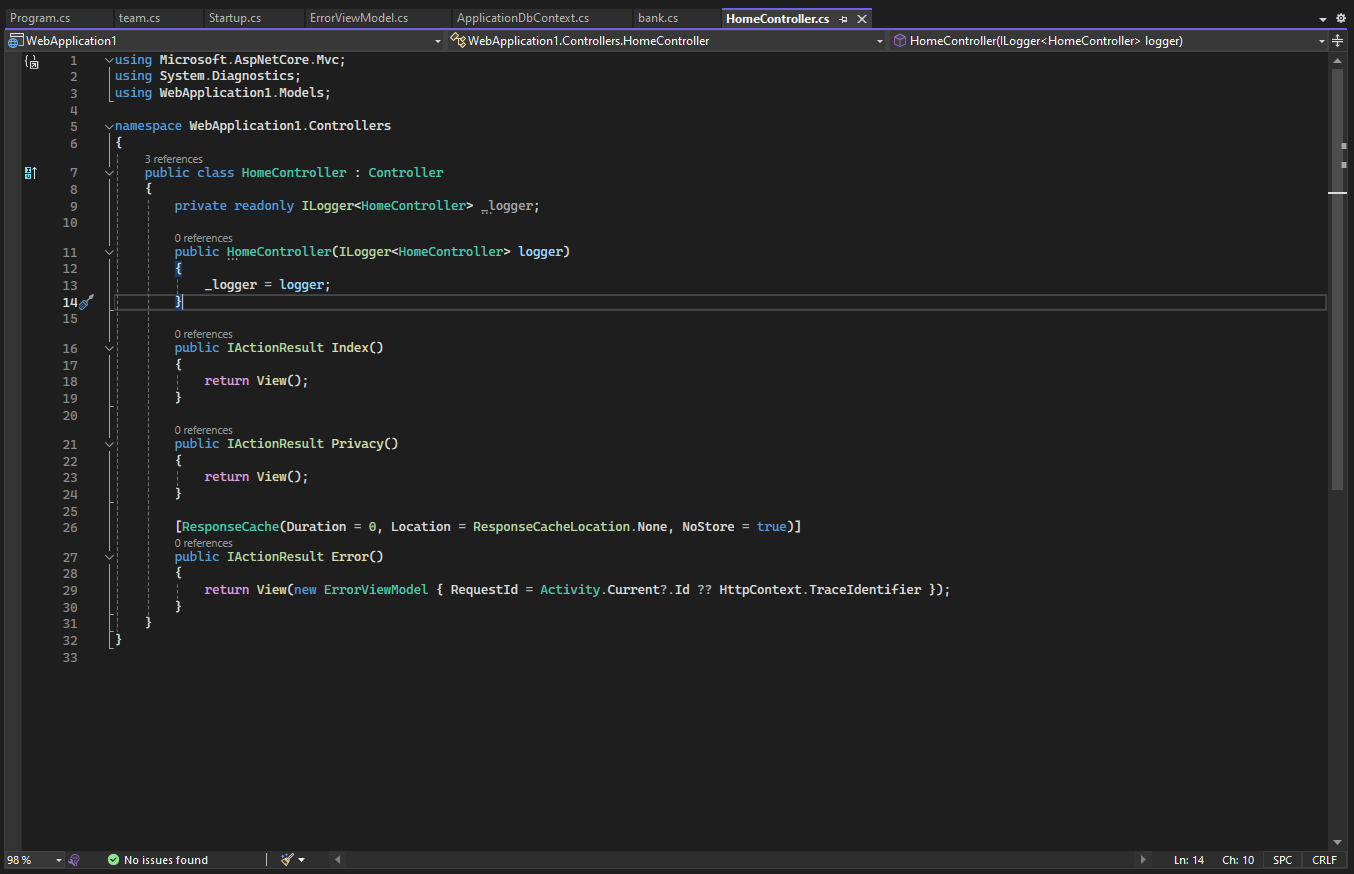 Program.cs team.cs Startup.cs ErrorViewModel.cs ApplicationDbContext.cs bank.cs HomeController.cs
WebApplication1 WebApplication1.Controllers.HomeController HomeController(ILogger<HomeController> logger)
1 using Microsoft.AspNetCore.Mvc;
2 using System.Diagnostics;
3 using WebApplication1.Models;
4
5 namespace WebApplication1.Controllers
6 {
3 references
7 public class HomeController : Controller
8 {
9 private readonly ILogger<HomeController> _logger;
10
0 references
11 public HomeController(ILogger<HomeController> logger)
12 {
13 _logger = logger;
14 }
15
0 references
16 public IActionResult Index()
17 {
18 return View();
19 }
20
0 references
21 public IActionResult Privacy()
22 {
23 return View();
24 }
25
26 [ResponseCache(Duration = 0, Location = ResponseCacheLocation.None, NoStore = true)]
0 references
27 public IActionResult Error()
28 {
29 return View(new ErrorViewModel { RequestId = Activity.Current?.Id ?? HttpContext.TraceIdentifier });
30 }
31 }
32 }
33
98 % No issues found Ln: 14 Ch: 10 SPC CRLF